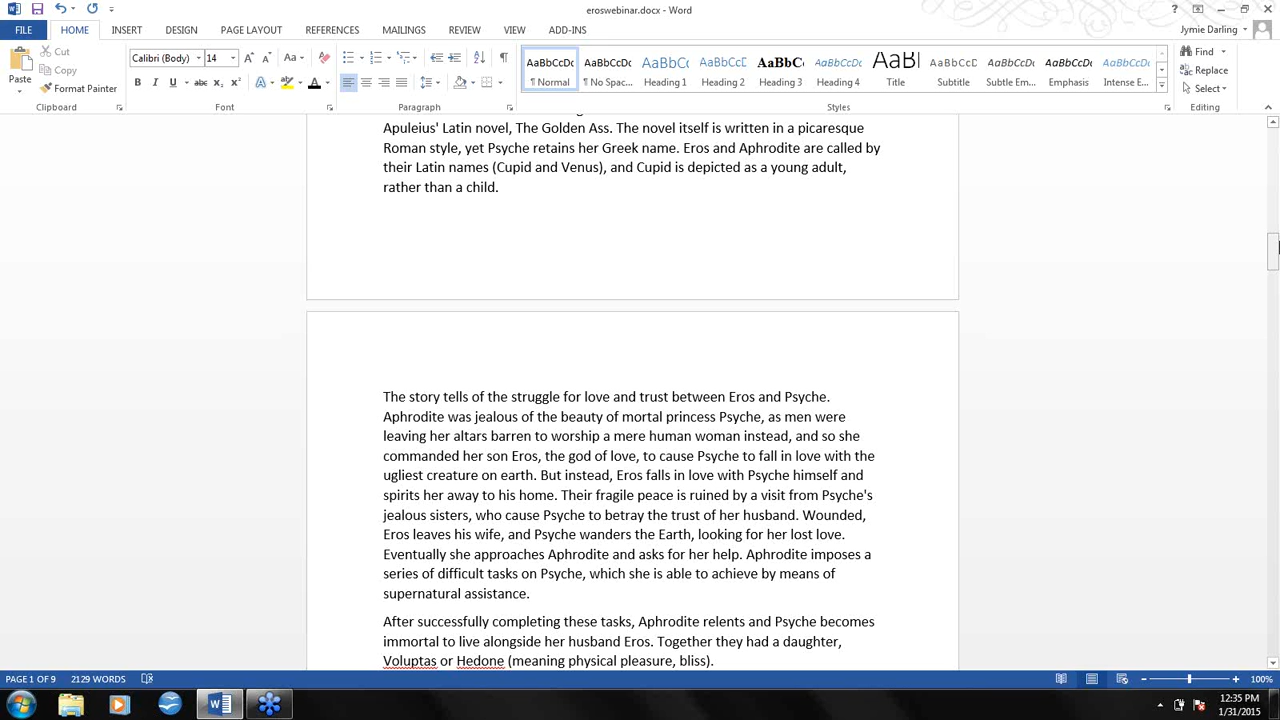 eroswebinar.docx - Word
FILE HOME INSERT DESIGN PAGE LAYOUT REFERENCES MAILINGS REVIEW VIEW ADD-INS Jymie Darling
Paste
Cut
Copy
Format Painter
Calibri (Body) 14
AaBbCcDc AaBbCcDc AaBbC( AaBbCcD AaBbC AaBbCcDc AaB AaBbCcD AaBbCcDc AaBbCcDc AaBbCcDc
¶ Normal ¶ No Spac... Heading 1 Heading 2 Heading 3 Heading 4 Title Subtitle Subtle Em... Emphasis Intense E...
Find
Replace
Select
Clipboard Font Paragraph Styles Editing
Apuleius' Latin novel, The Golden Ass. The novel itself is written in a picaresque
Roman style, yet Psyche retains her Greek name. Eros and Aphrodite are called by
their Latin names (Cupid and Venus), and Cupid is depicted as a young adult,
rather than a child.
The story tells of the struggle for love and trust between Eros and Psyche.
Aphrodite was jealous of the beauty of mortal princess Psyche, as men were
leaving her altars barren to worship a mere human woman instead, and so she
commanded her son Eros, the god of love, to cause Psyche to fall in love with the
ugliest creature on earth. But instead, Eros falls in love with Psyche himself and
spirits her away to his home. Their fragile peace is ruined by a visit from Psyche's
jealous sisters, who cause Psyche to betray the trust of her husband. Wounded,
Eros leaves his wife, and Psyche wanders the Earth, looking for her lost love.
Eventually she approaches Aphrodite and asks for her help. Aphrodite imposes a
series of difficult tasks on Psyche, which she is able to achieve by means of
supernatural assistance.
After successfully completing these tasks, Aphrodite relents and Psyche becomes
immortal to live alongside her husband Eros. Together they had a daughter,
Voluptas or Hedone (meaning physical pleasure, bliss).
PAGE 1 OF 9 2129 WORDS 100%
12:35 PM
1/31/2015